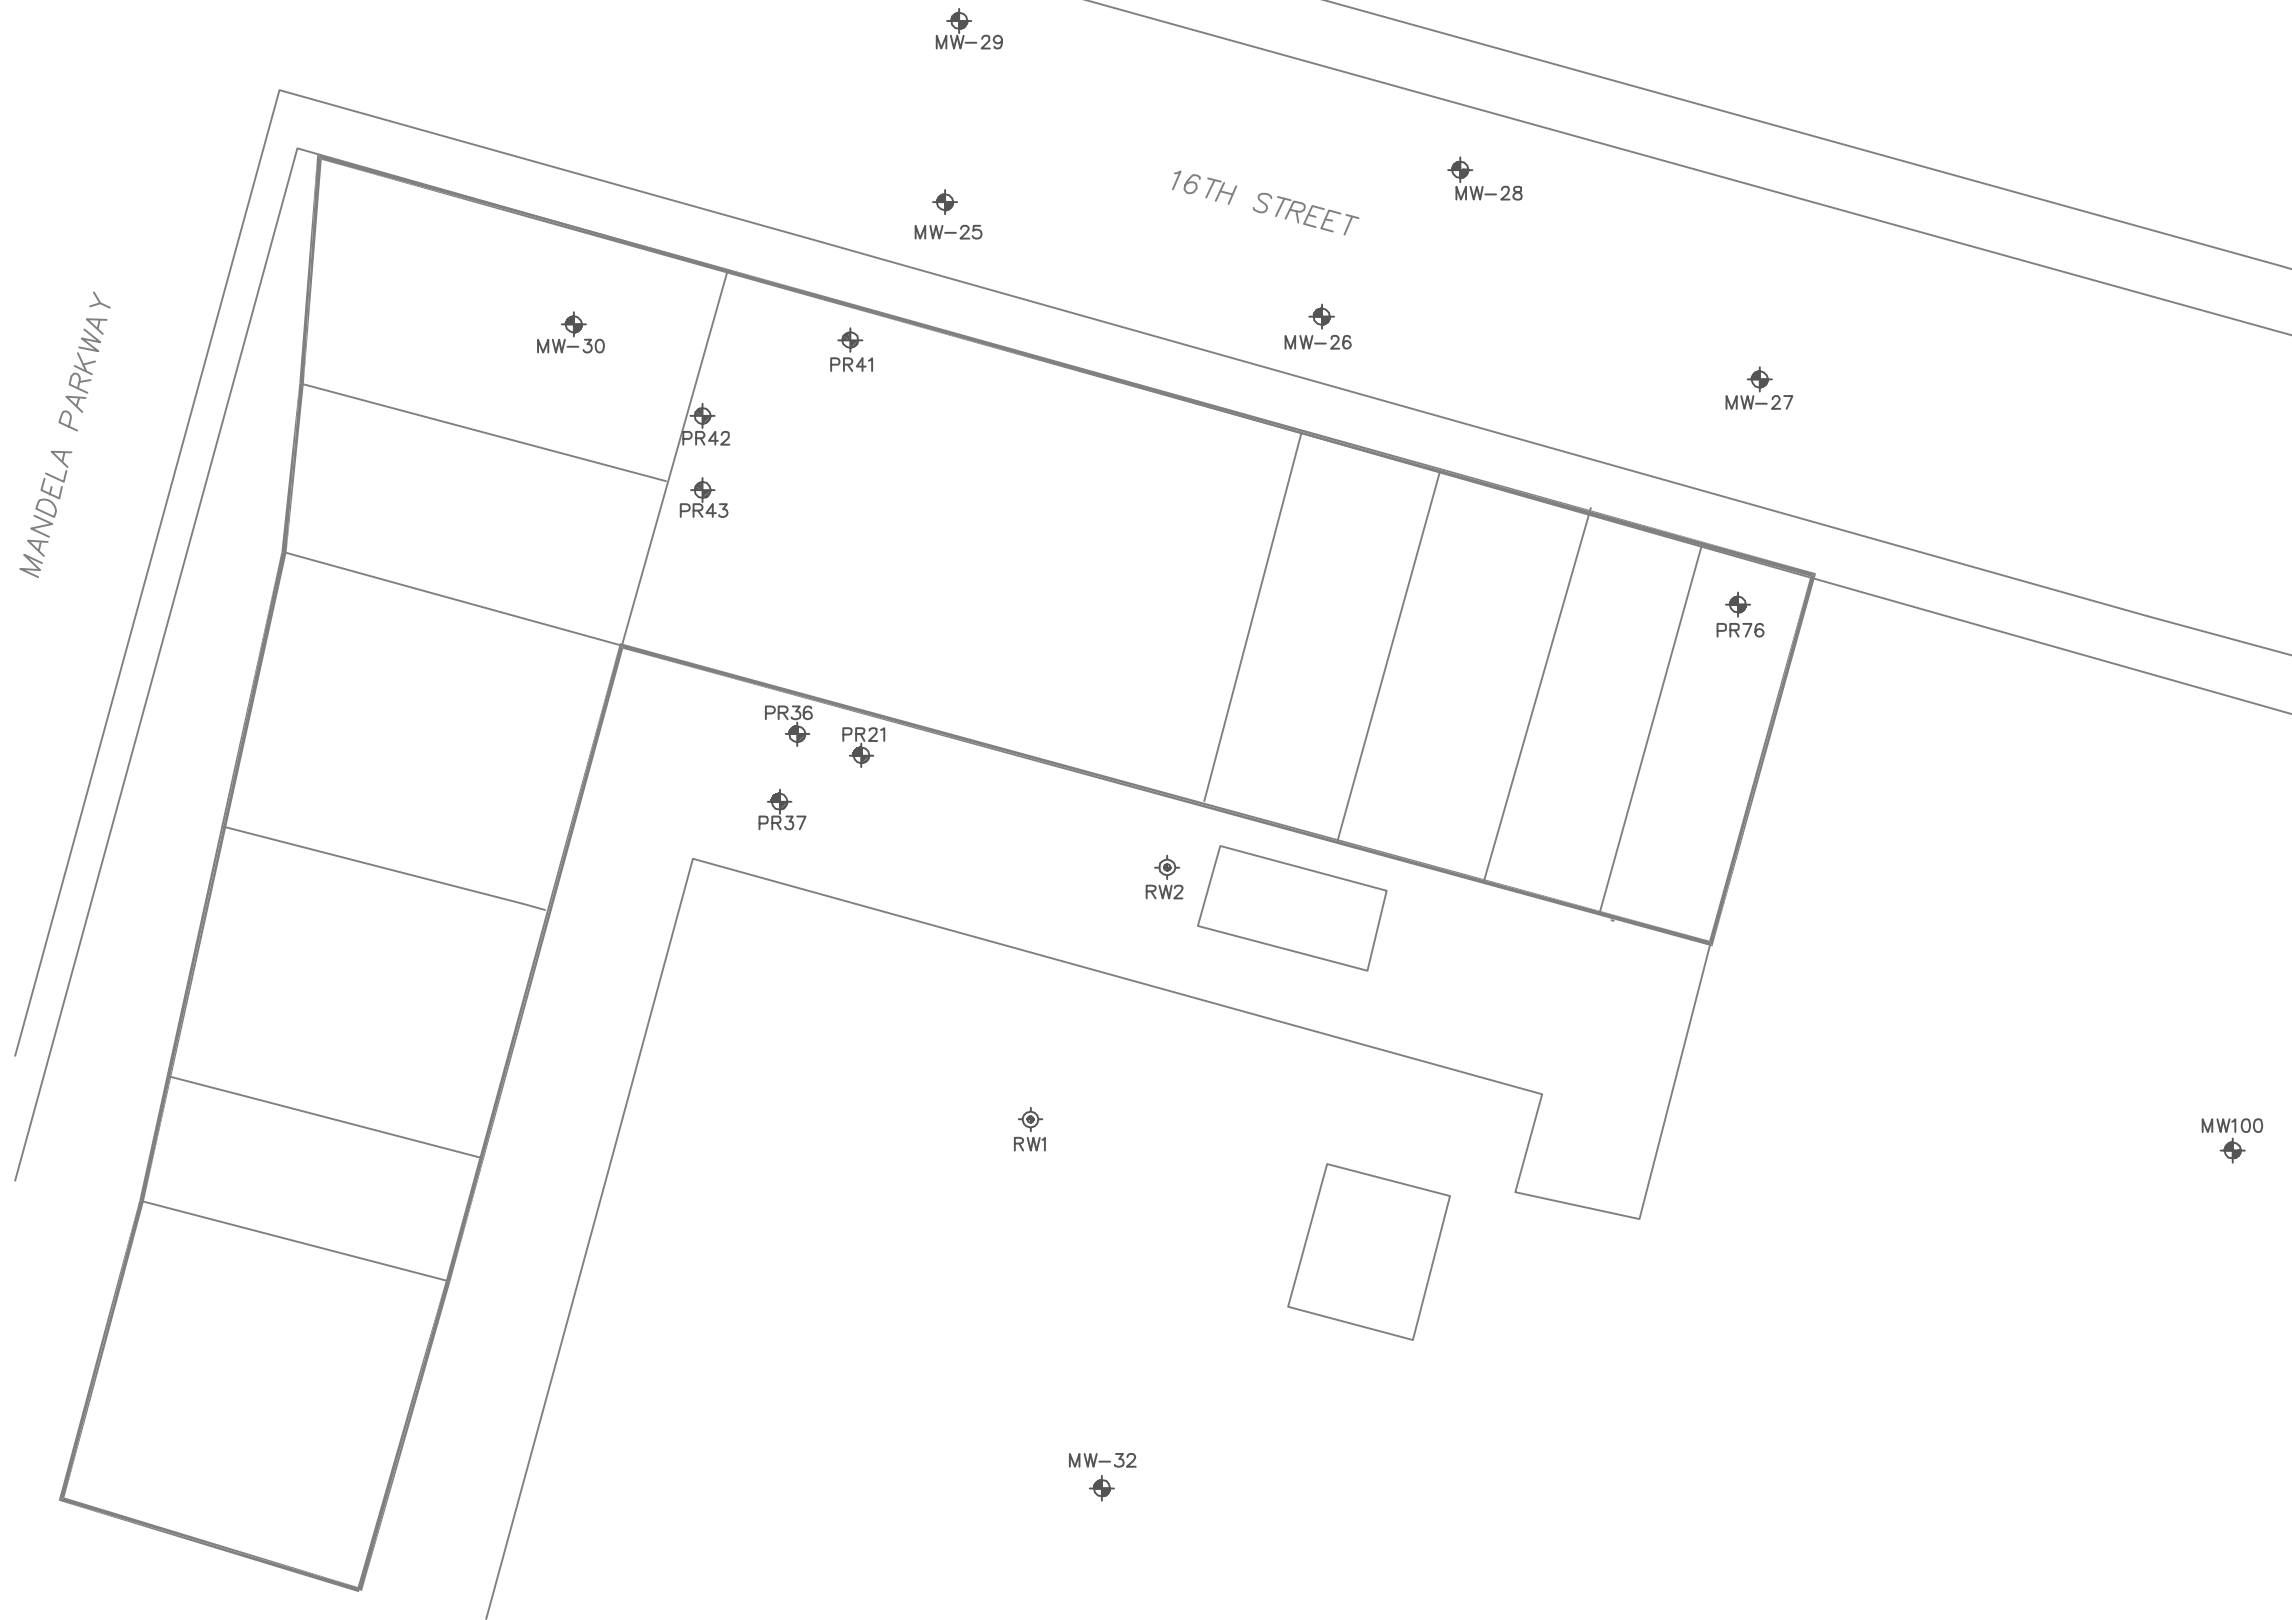 MW-29
16TH STREET
MW-28
MW-25
MANDELA PARKWAY
MW-30
PR41
MW-26
MW-27
PR42
PR43
PR76
PR36
PR21
PR37
RW2
RW1
MW100
MW-32